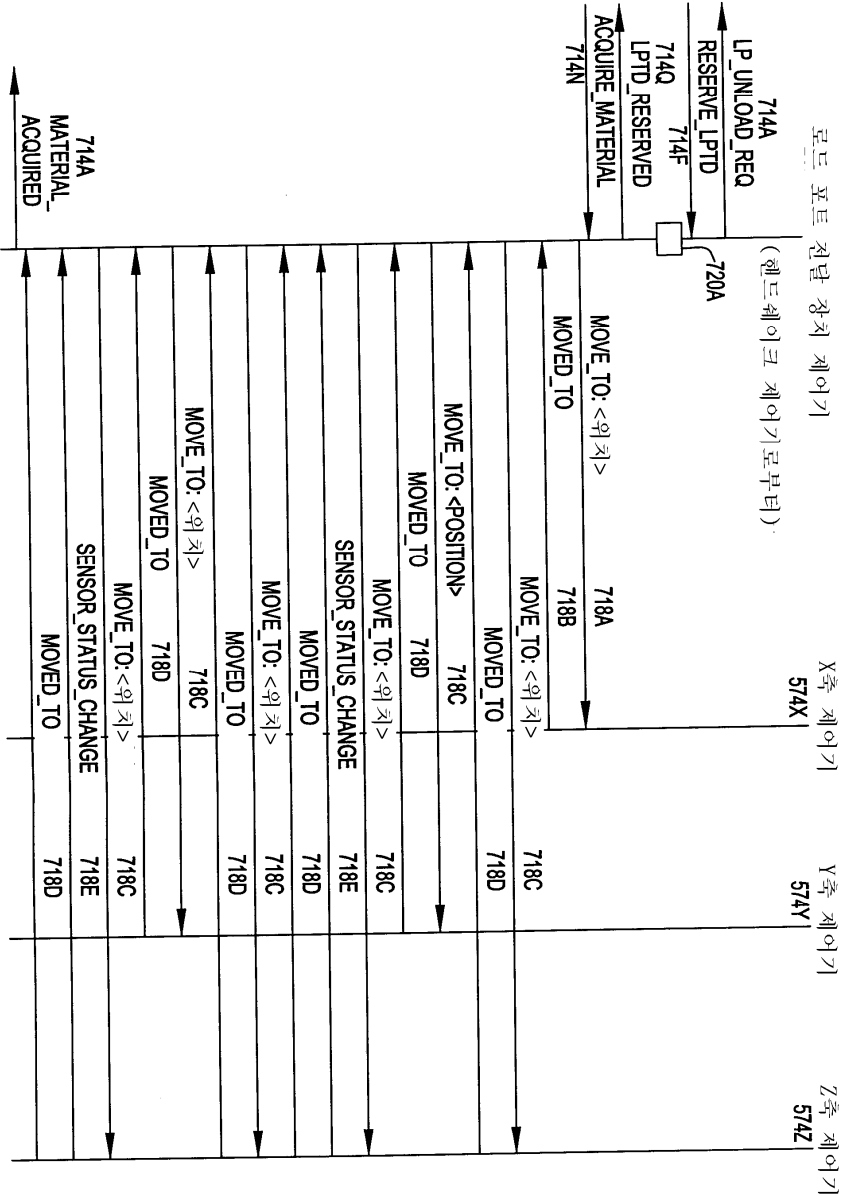 로드 포트 전달 장치 제어기
(핸드쉐이크 제어기로부터)
X축 제어기
574X
Y축 제어기
574Y
Z축 제어기
574Z
714A
LP_UNLOAD_REQ
RESERVE_LPTD
714F
714Q
LPTD_RESERVED
ACQUIRE_MATERIAL
714N
720A
MOVE_TO: <위치> 718A
MOVED_TO 718B
MOVE_TO: <위치> 718C
MOVED_TO 718D
MOVE_TO: <POSITION> 718C
MOVED_TO 718D
MOVE_TO: <위치> 718C
SENSOR_STATUS_CHANGE 718E
MOVED_TO 718D
MOVE_TO: <위치> 718C
MOVED_TO 718D
MOVE_TO: <위치> 718C
MOVED_TO 718D
MOVE_TO: <위치> 718C
SENSOR_STATUS_CHANGE 718E
MOVED_TO 718D
714A
MATERIAL_
ACQUIRED